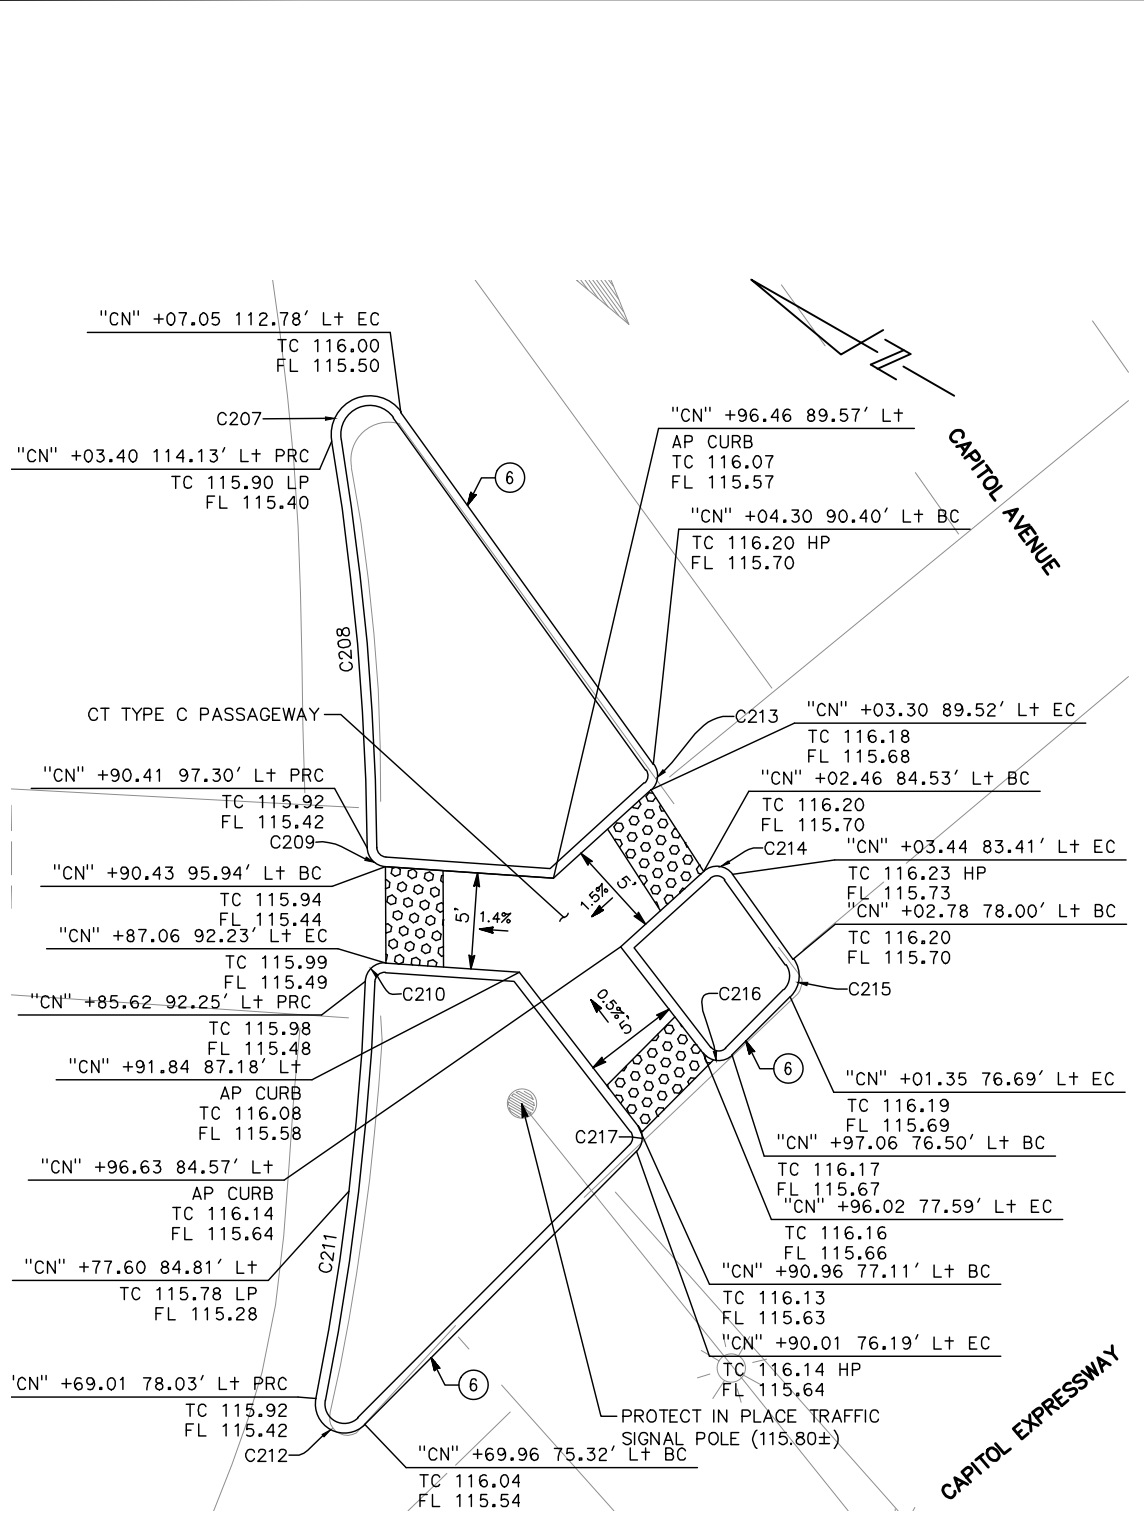 "CN" +07.05 112.78′ Lt EC
TC 116.00
FL 115.50
C207
"CN" +03.40 114.13′ Lt PRC
TC 115.90 LP
FL 115.40
6
"CN" +96.46 89.57′ Lt
AP CURB
TC 116.07
FL 115.57
CAPITOL AVENUE
"CN" +04.30 90.40′ Lt BC
TC 116.20 HP
FL 115.70
C208
CT TYPE C PASSAGEWAY
C213
"CN" +03.30 89.52′ Lt EC
TC 116.18
FL 115.68
"CN" +90.41 97.30′ Lt PRC
TC 115.92
FL 115.42
"CN" +02.46 84.53′ Lt BC
TC 116.20
FL 115.70
C209
C214
"CN" +03.44 83.41′ Lt EC
TC 116.23 HP
FL 115.73
"CN" +90.43 95.94′ Lt BC
TC 115.94
FL 115.44
5'
1.4%
5'
1.5%
"CN" +02.78 78.00′ Lt BC
TC 116.20
FL 115.70
"CN" +87.06 92.23′ Lt EC
TC 115.99
FL 115.49
C210
C216
C215
"CN" +85.62 92.25′ Lt PRC
TC 115.98
FL 115.48
0.5%
5'
"CN" +91.84 87.18′ Lt
AP CURB
TC 116.08
FL 115.58
6
"CN" +01.35 76.69′ Lt EC
TC 116.19
FL 115.69
C217
"CN" +97.06 76.50′ Lt BC
TC 116.17
FL 115.67
"CN" +96.63 84.57′ Lt
AP CURB
TC 116.14
FL 115.64
"CN" +96.02 77.59′ Lt EC
TC 116.16
FL 115.66
C211
"CN" +77.60 84.81′ Lt
TC 115.78 LP
FL 115.28
"CN" +90.96 77.11′ Lt BC
TC 116.13
FL 115.63
"CN" +90.01 76.19′ Lt EC
TC 116.14 HP
FL 115.64
6
"CN" +69.01 78.03′ Lt PRC
TC 115.92
FL 115.42
C212
PROTECT IN PLACE TRAFFIC
SIGNAL POLE (115.80±)
"CN" +69.96 75.32′ Lt BC
TC 116.04
FL 115.54
CAPITOL EXPRESSWAY